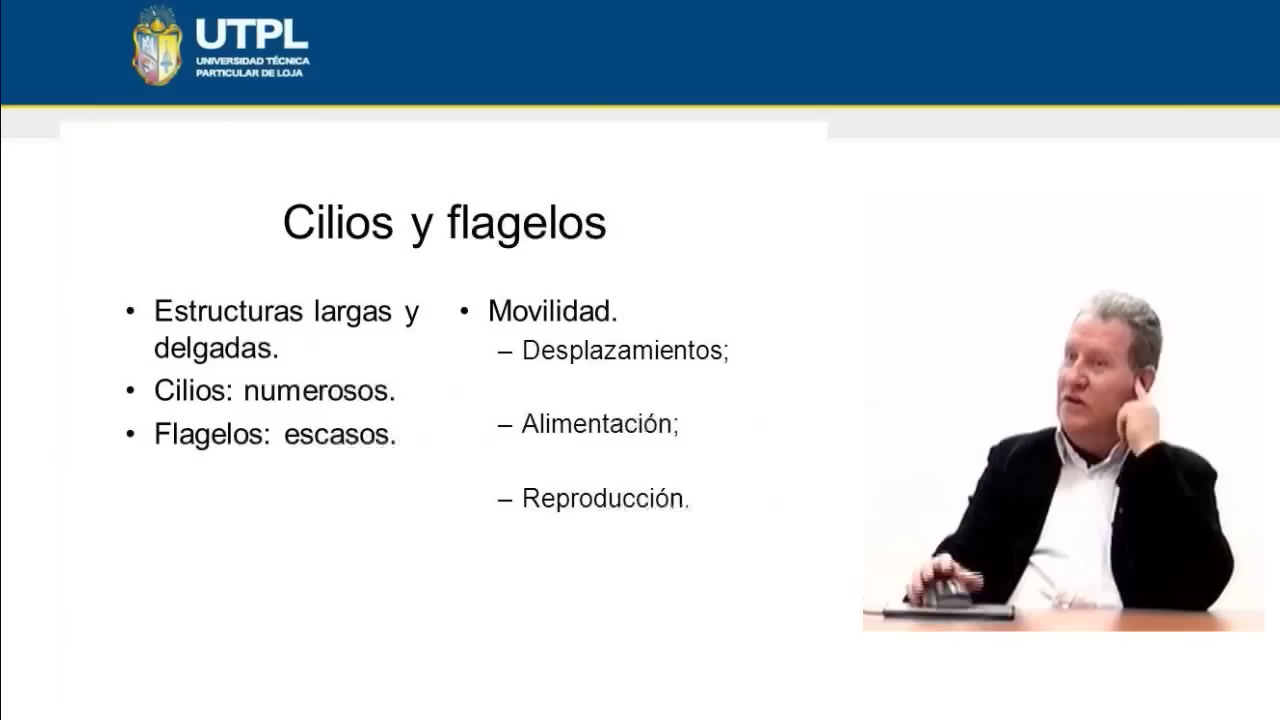 UTPL
UNIVERSIDAD TÉCNICA
PARTICULAR DE LOJA
Cilios y flagelos
• Estructuras largas y
delgadas.
• Cilios: numerosos.
• Flagelos: escasos.
• Movilidad.
– Desplazamientos;
– Alimentación;
– Reproducción.